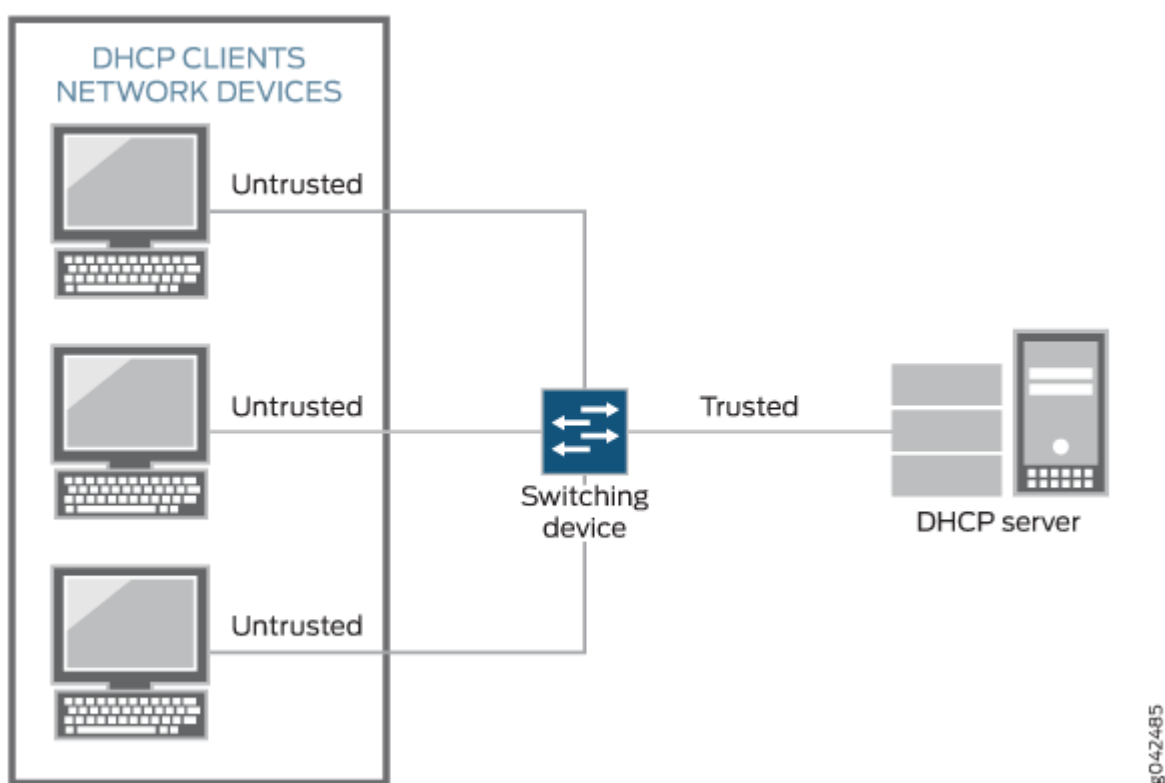 DHCP CLIENTS
NETWORK DEVICES
Untrusted
Untrusted
Trusted
Switching
device
DHCP server
Untrusted
g042485